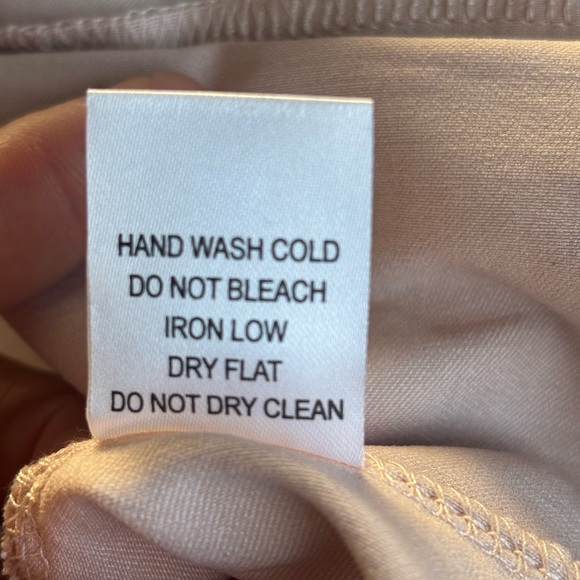 HAND WASH COLD
DO NOT BLEACH
IRON LOW
DRY FLAT
DO NOT DRY CLEAN